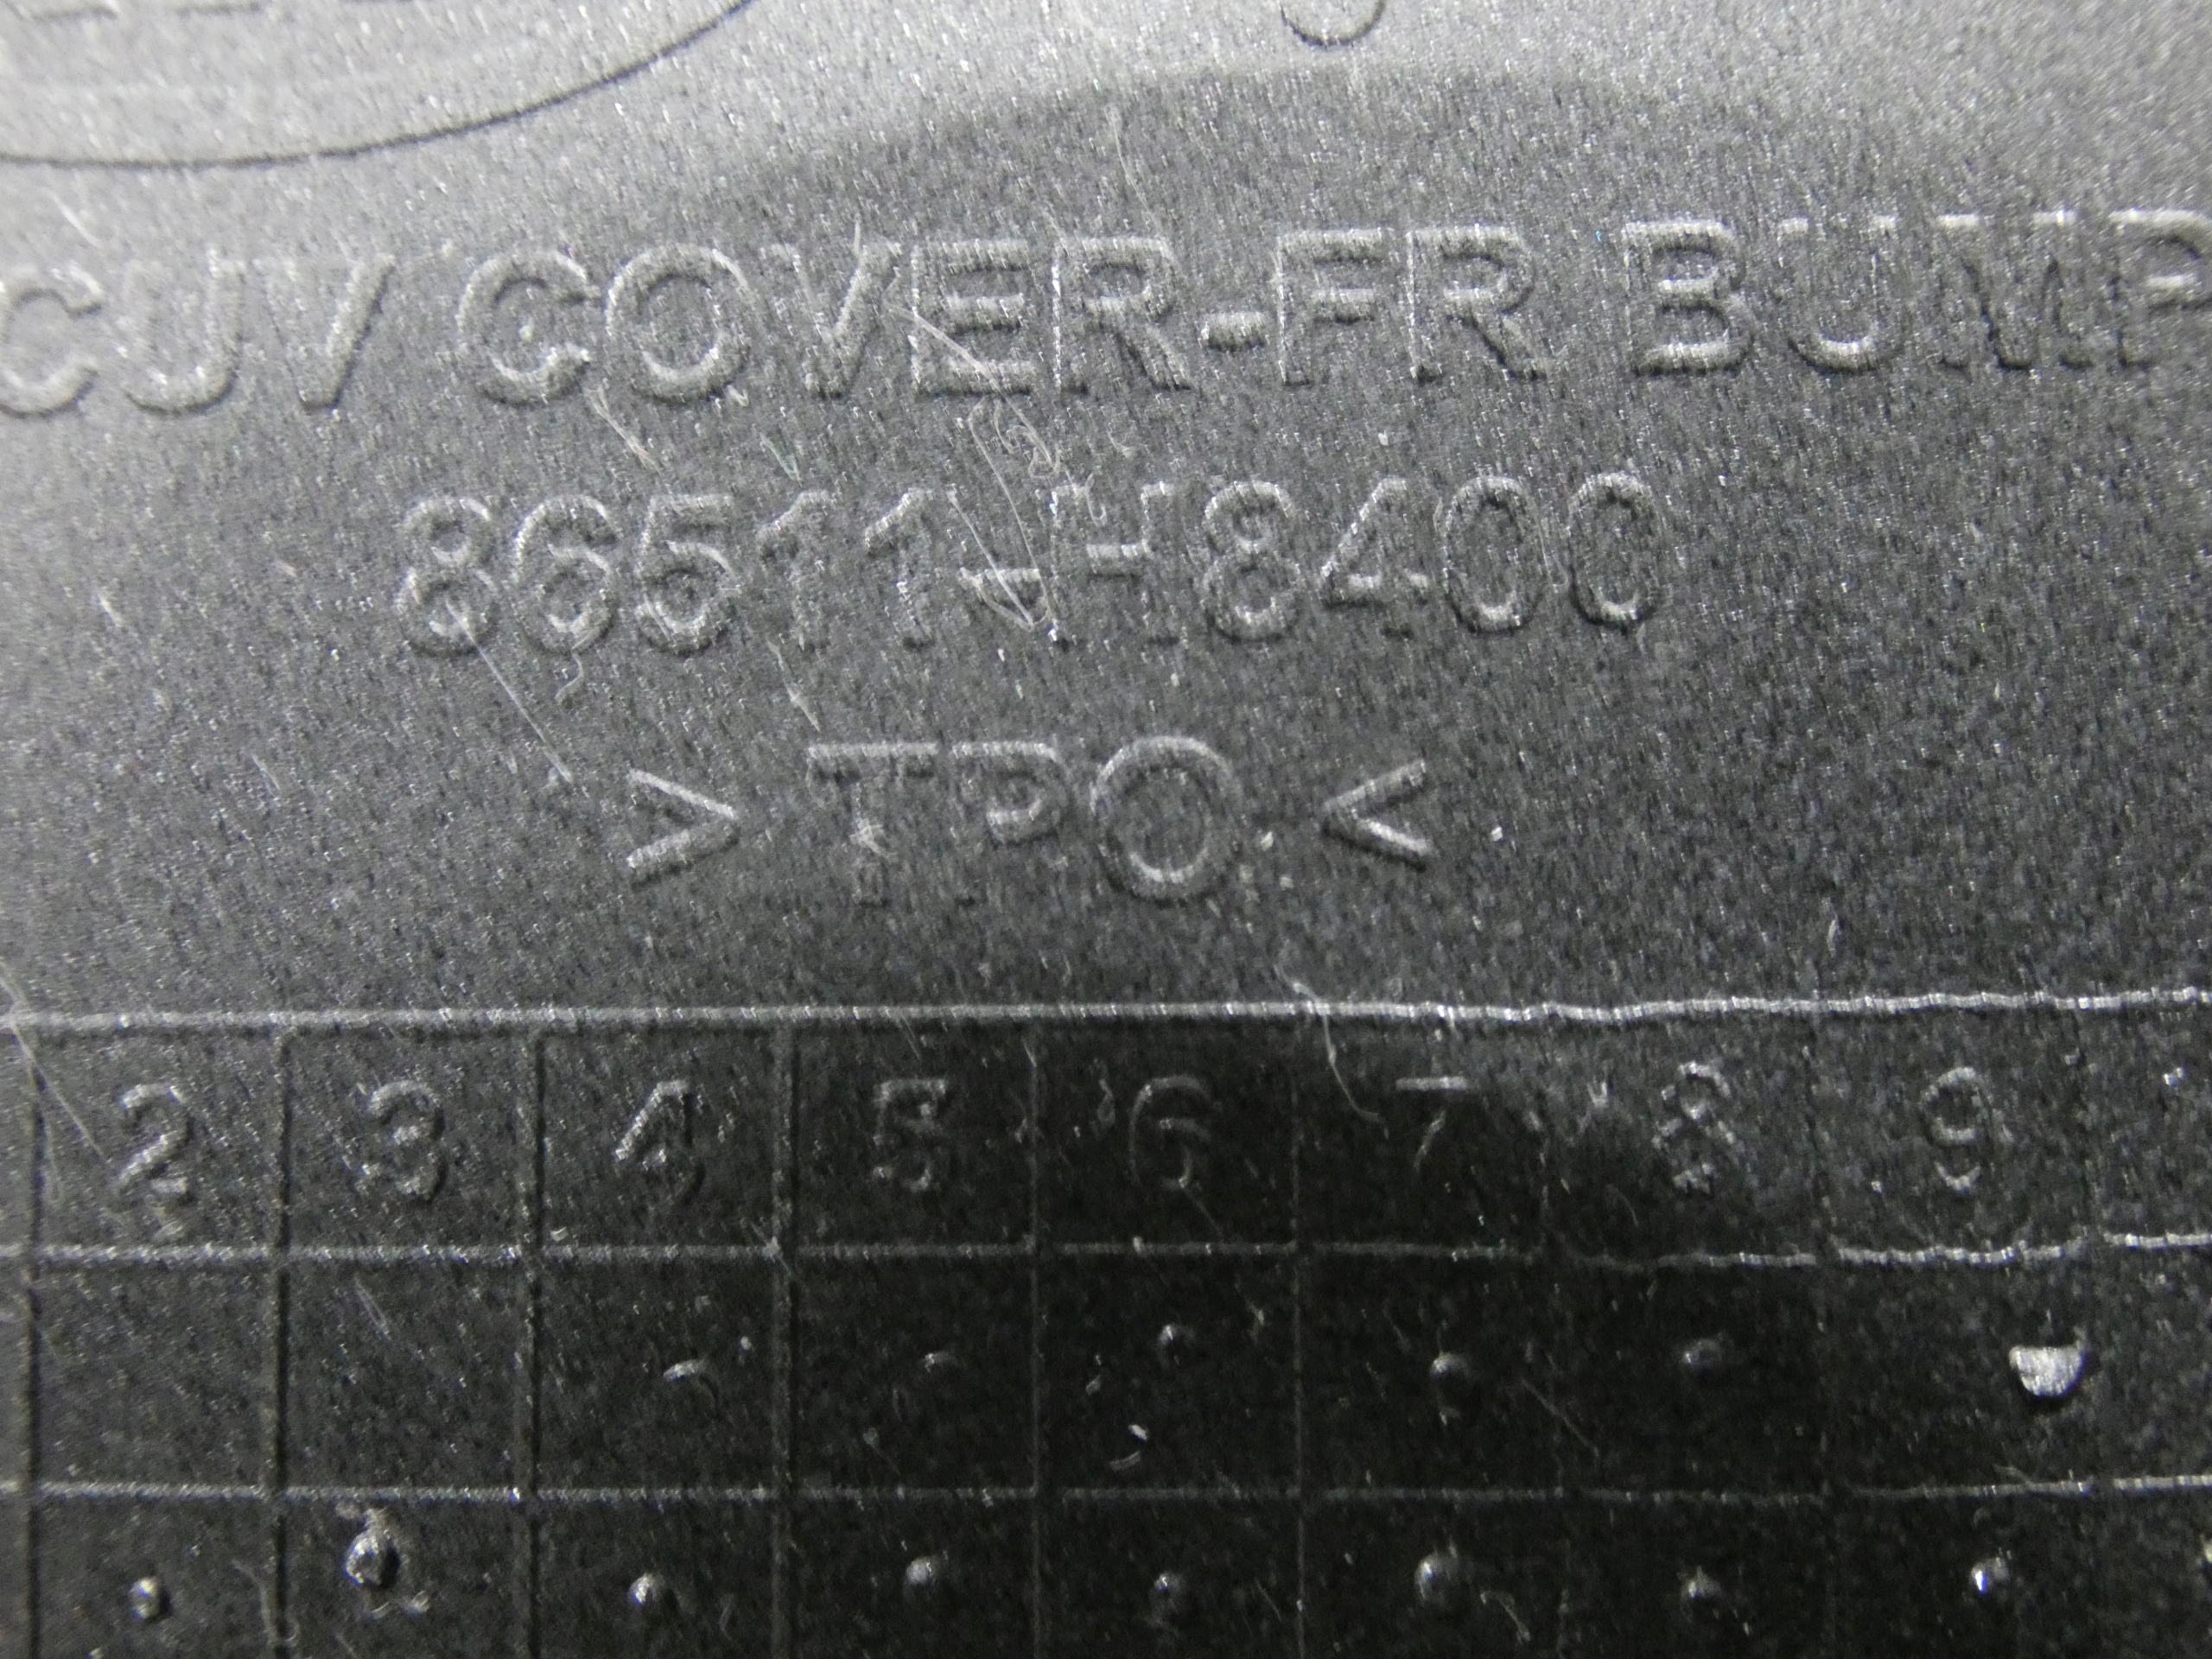 CUV COVER-FR BUMP
86511-H8400
>TPO<
2 3 4 5 6 7 8 9